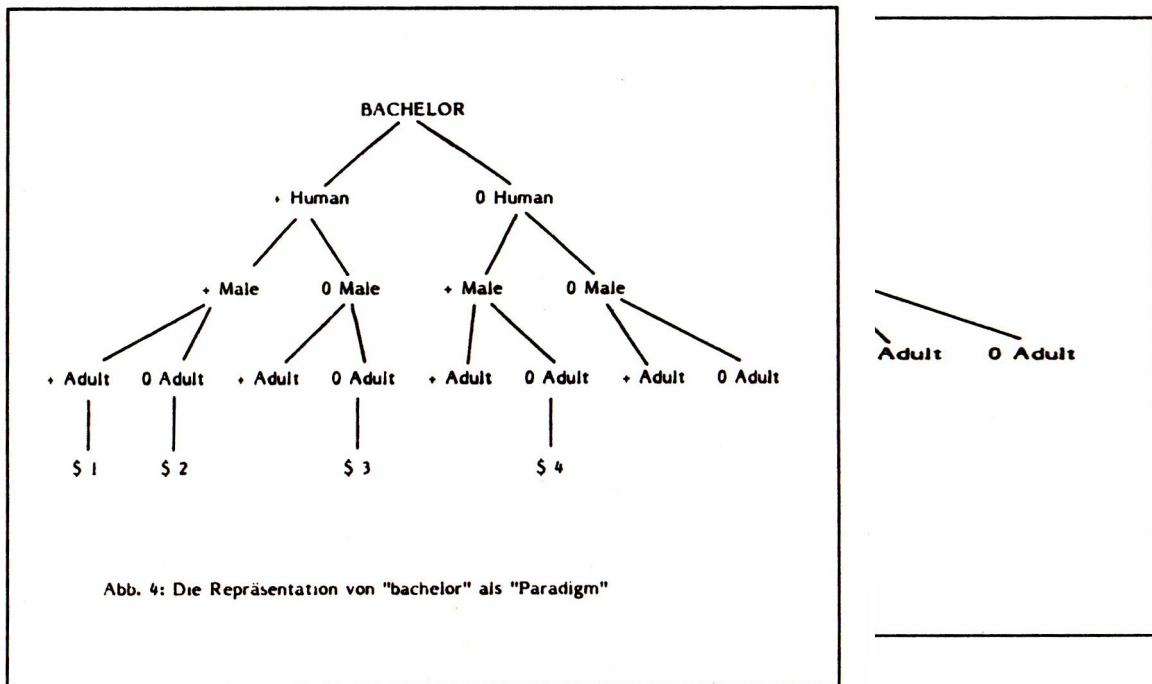 BACHELOR
+ Human 0 Human
+ Male 0 Male + Male 0 Male
+ Adult 0 Adult + Adult 0 Adult + Adult 0 Adult + Adult 0 Adult
$ 1 $ 2 $ 3 $ 4
Abb. 4: Die Repräsentation von "bachelor" als "Paradigm"
Adult 0 Adult